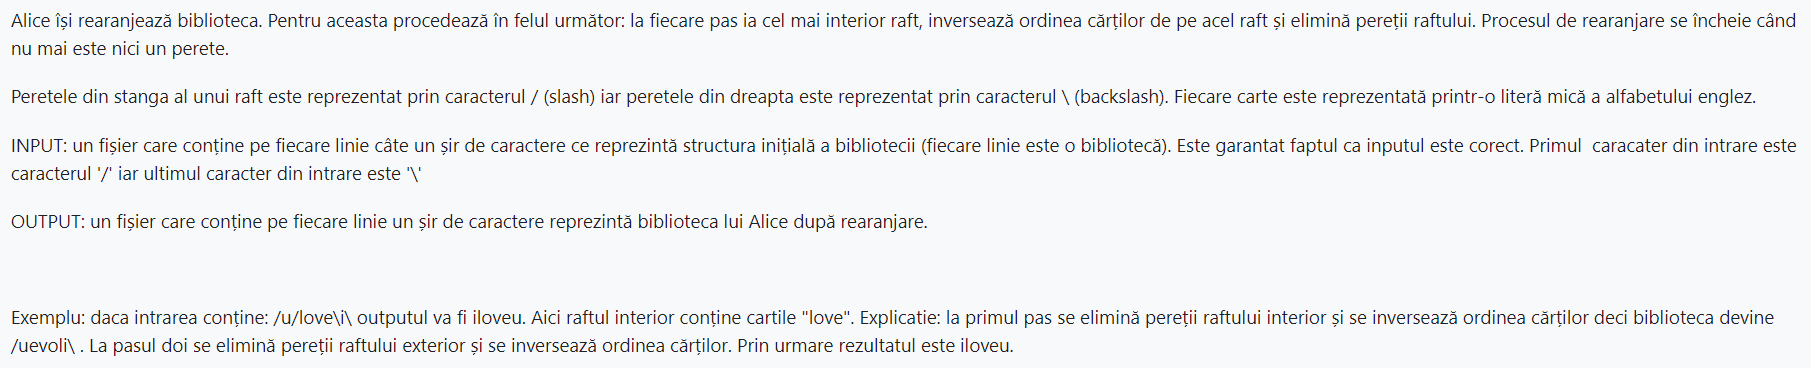 Alice își rearanjează biblioteca. Pentru aceasta procedează în felul următor: la fiecare pas ia cel mai interior raft, inversează ordinea cărților de pe acel raft și elimină pereții raftului. Procesul de rearanjare se încheie când
nu mai este nici un perete.
Peretele din stanga al unui raft este reprezentat prin caracterul / (slash) iar peretele din dreapta este reprezentat prin caracterul \ (backslash). Fiecare carte este reprezentată printr-o literă mică a alfabetului englez.
INPUT: un fișier care conține pe fiecare linie câte un șir de caractere ce reprezintă structura inițială a bibliotecii (fiecare linie este o bibliotecă). Este garantat faptul ca inputul este corect. Primul caracater din intrare este
caracterul '/' iar ultimul caracter din intrare este '\'
OUTPUT: un fișier care conține pe fiecare linie un șir de caractere reprezintă biblioteca lui Alice după rearanjare.
Exemplu: daca intrarea conține: /u/love\i\ outputul va fi iloveu. Aici raftul interior conține cartile "love". Explicatie: la primul pas se elimină pereții raftului interior și se inversează ordinea cărților deci biblioteca devine
/uevoli\ . La pasul doi se elimină pereții raftului exterior și se inversează ordinea cărților. Prin urmare rezultatul este iloveu.